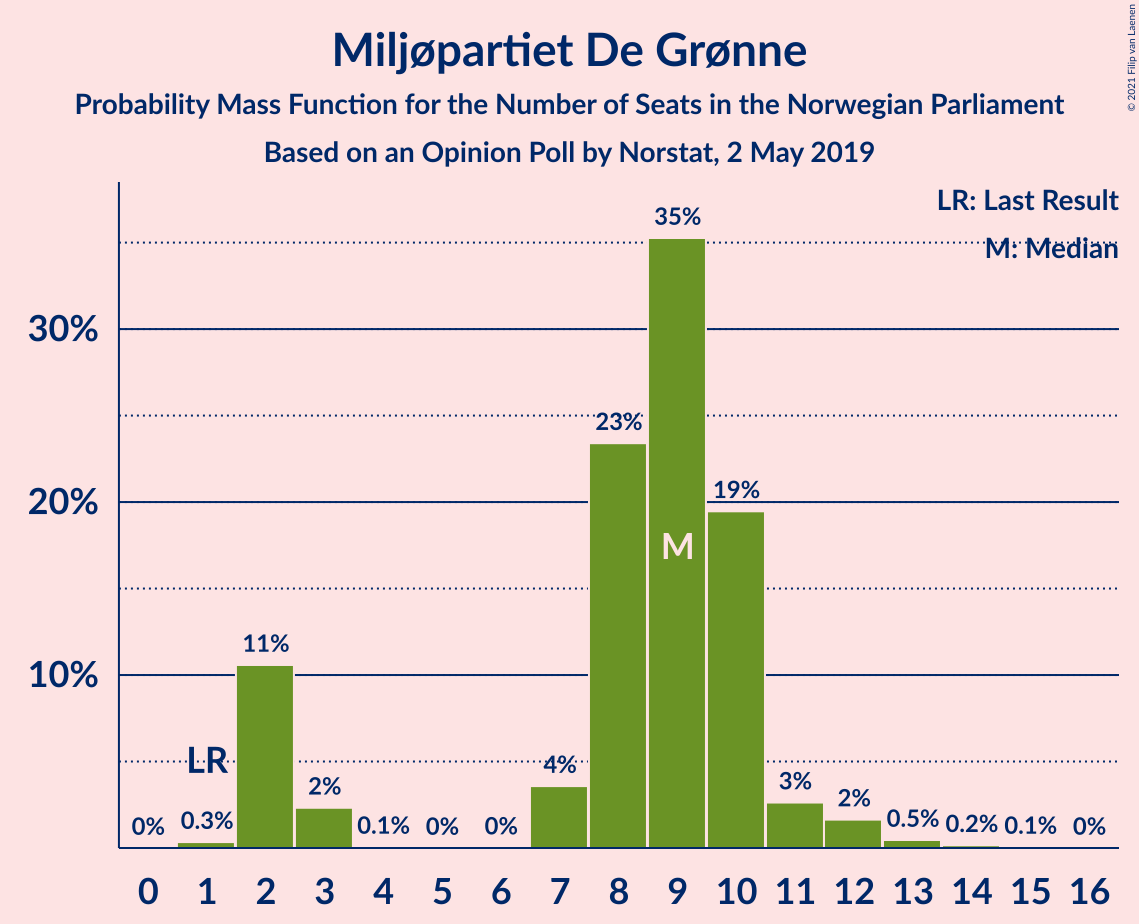 Miljøpartiet De Grønne
Probability Mass Function for the Number of Seats in the Norwegian Parliament
Based on an Opinion Poll by Norstat, 2 May 2019
© 2021 Filip van Laenen
LR: Last Result
M: Median
35%
30%
23%
20%
19%
M
11%
10%
LR
4%
3%
2%
2%
0% 0.3% 0.1% 0% 0% 0.5% 0.2% 0.1% 0%
0 1 2 3 4 5 6 7 8 9 10 11 12 13 14 15 16